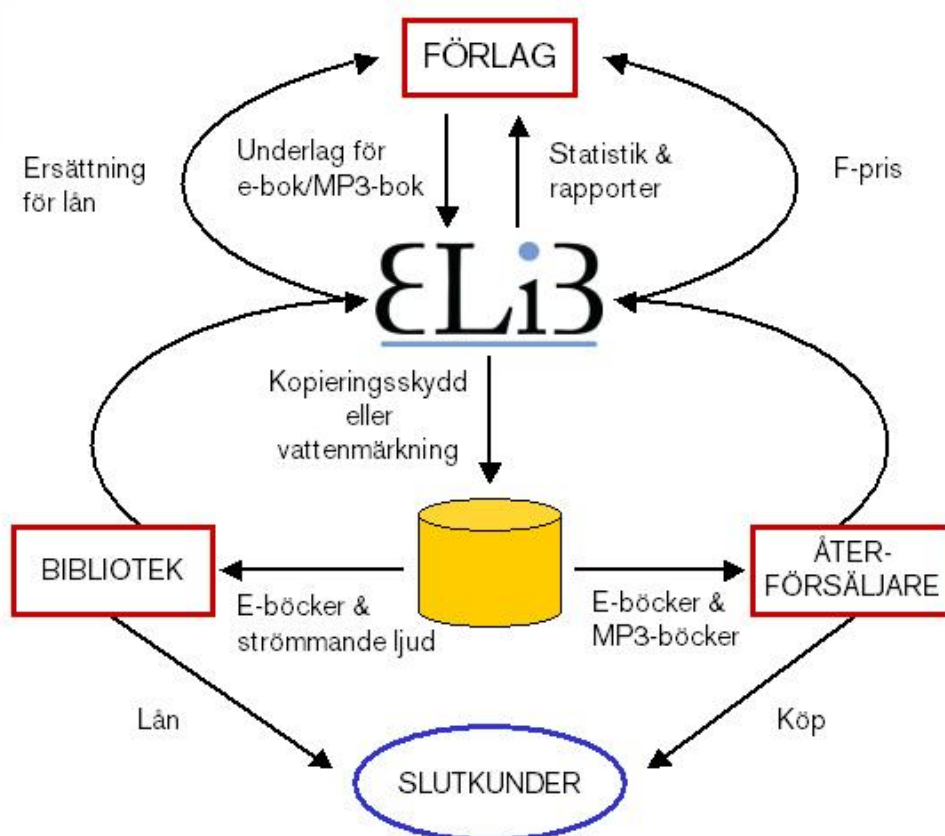 FÖRLAG
Ersättning
för lån
Underlag för
e-bok/MP3-bok
Statistik &
rapporter
F-pris
ELiB
Kopieringsskydd
eller
vattenmärkning
BIBLIOTEK
E-böcker &
strömmande ljud
E-böcker &
MP3-böcker
ÅTER-
FÖRSÄLJARE
Lån
Köp
SLUTKUNDER